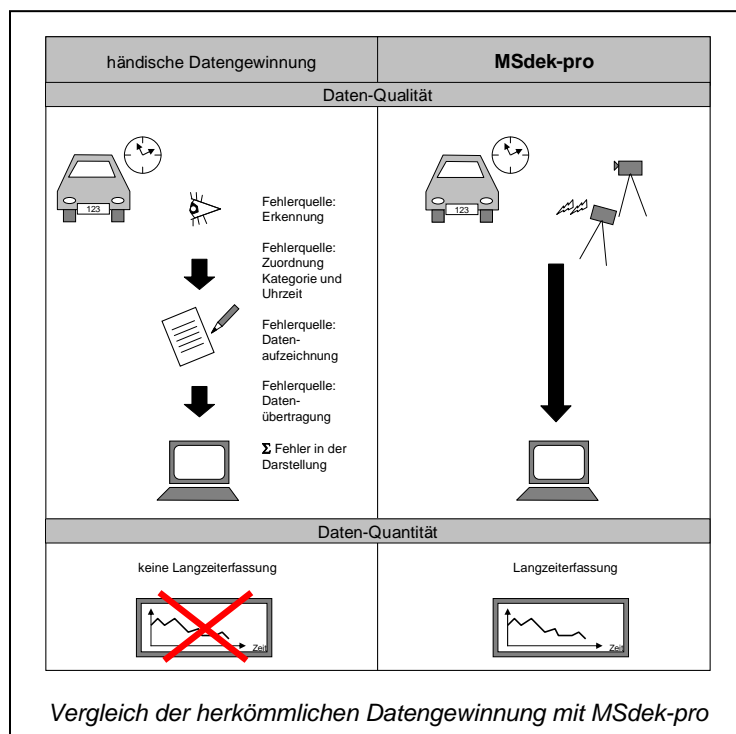 händische Datengewinnung
MSdek-pro
Daten-Qualität
123
Fehlerquelle:
Erkennung
Fehlerquelle:
Zuordnung
Kategorie und
Uhrzeit
Fehlerquelle:
Daten-
aufzeichnung
Fehlerquelle:
Daten-
übertragung
Σ Fehler in der
Darstellung
123
Daten-Quantität
keine Langzeiterfassung
Zeit
Langzeiterfassung
Zeit
Vergleich der herkömmlichen Datengewinnung mit MSdek-pro